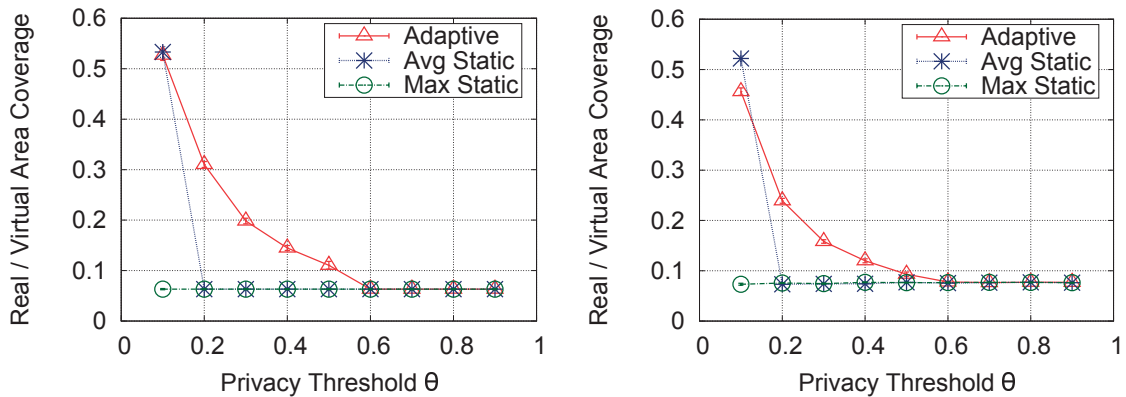 Real / Virtual Area Coverage
0.6
0.5
0.4
0.3
0.2
0.1
0
Adaptive
Avg Static
Max Static
0 0.2 0.4 0.6 0.8 1
Privacy Threshold θ
Real / Virtual Area Coverage
0.6
0.5
0.4
0.3
0.2
0.1
0
Adaptive
Avg Static
Max Static
0 0.2 0.4 0.6 0.8 1
Privacy Threshold θ